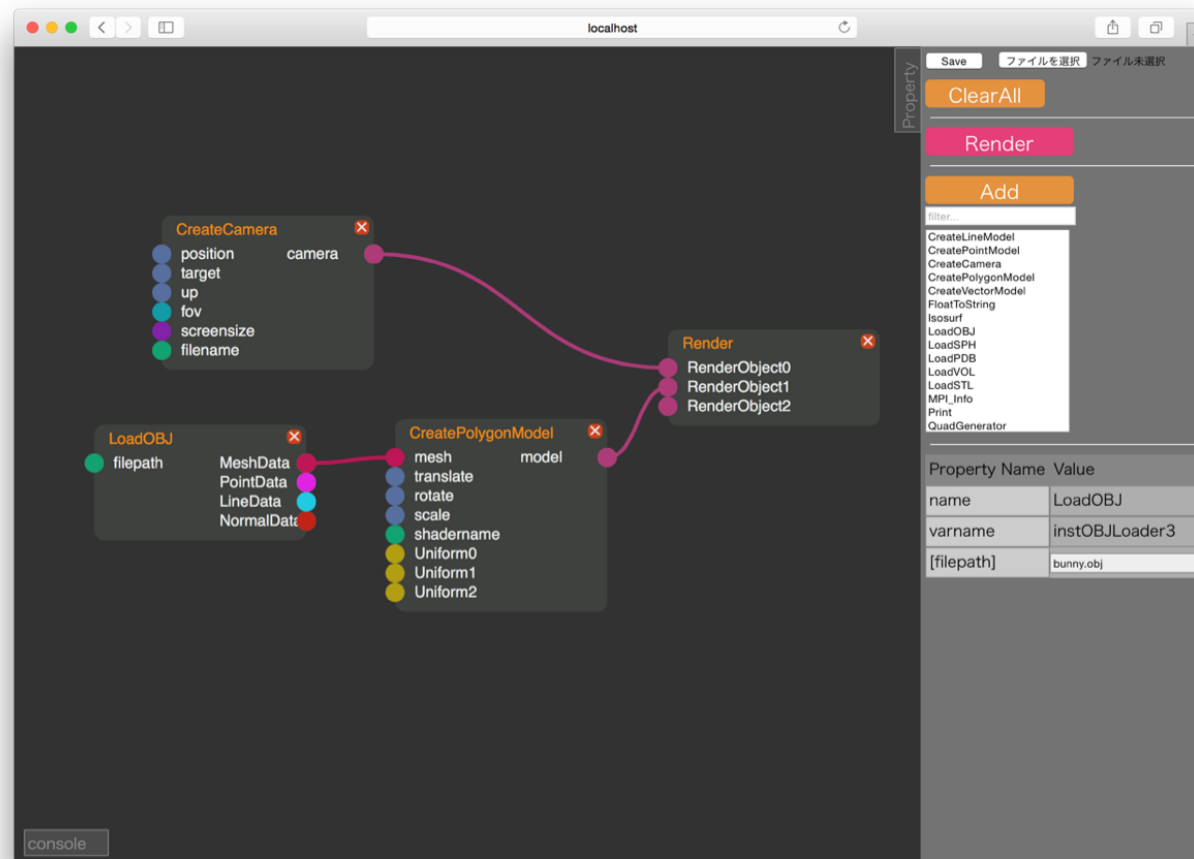 localhost
Property
Save ファイルを選択 ファイル未選択
ClearAll
Render
Add
filter...
CreateLineModel
CreatePointModel
CreateCamera
CreatePolygonModel
CreateVectorModel
FloatToString
Isosurf
LoadOBJ
LoadSPH
LoadPDB
LoadVOL
LoadSTL
MPI_Info
Print
QuadGenerator
Property Name Value
name LoadOBJ
varname instOBJLoader3
[filepath] bunny.obj
CreateCamera
position camera
target
up
fov
screensize
filename
Render
RenderObject0
RenderObject1
RenderObject2
LoadOBJ
filepath MeshData
PointData
LineData
NormalData
CreatePolygonModel
mesh model
translate
rotate
scale
shadername
Uniform0
Uniform1
Uniform2
console